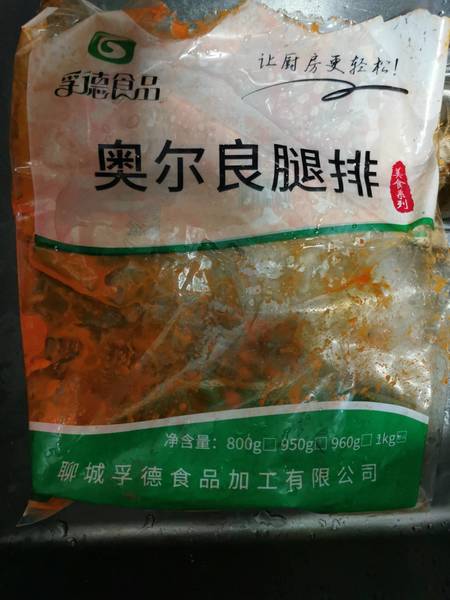 孚德食品
让厨房更轻松!
奥尔良腿排
美食系列
净含量: 800g□ 950g□ 960g□ 1kg□
聊城孚德食品加工有限公司